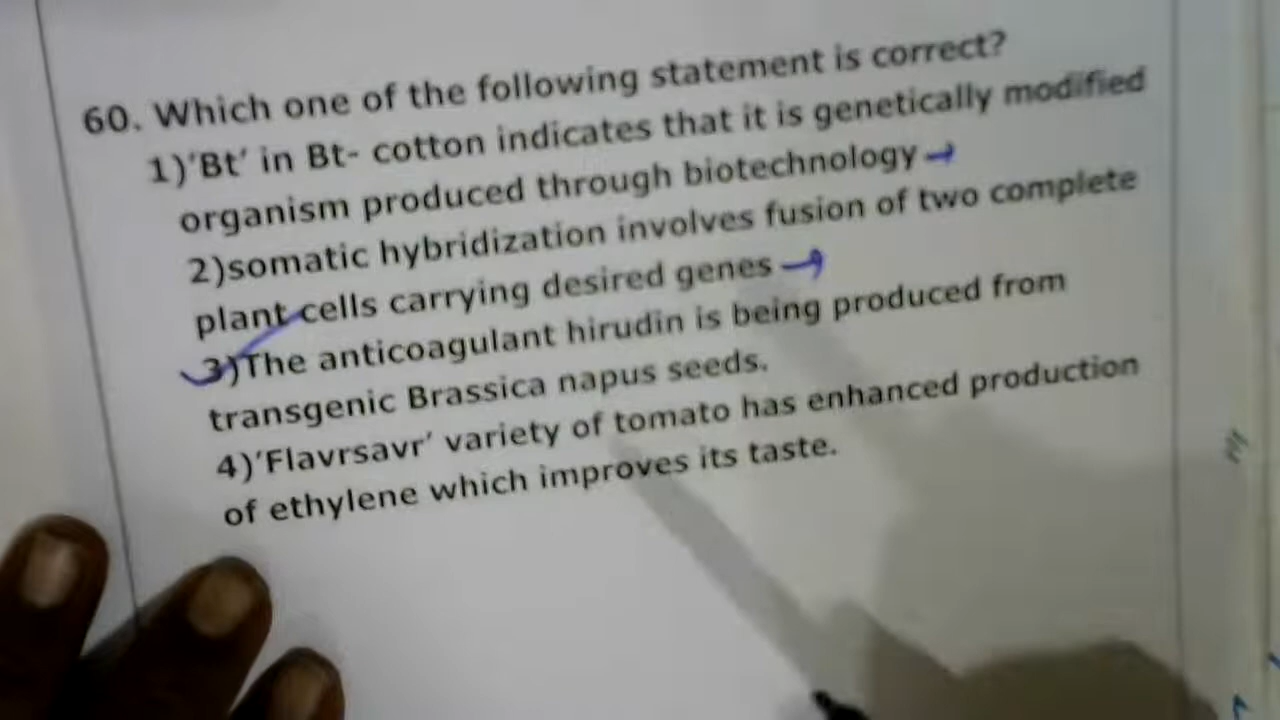 60. Which one of the following statement is correct?
1)'Bt' in Bt- cotton indicates that it is genetically modified
organism produced through biotechnology
2)somatic hybridization involves fusion of two complete
plant cells carrying desired genes
3)The anticoagulant hirudin is being produced from
transgenic Brassica napus seeds.
4)'Flavrsavr' variety of tomato has enhanced production
of ethylene which improves its taste.